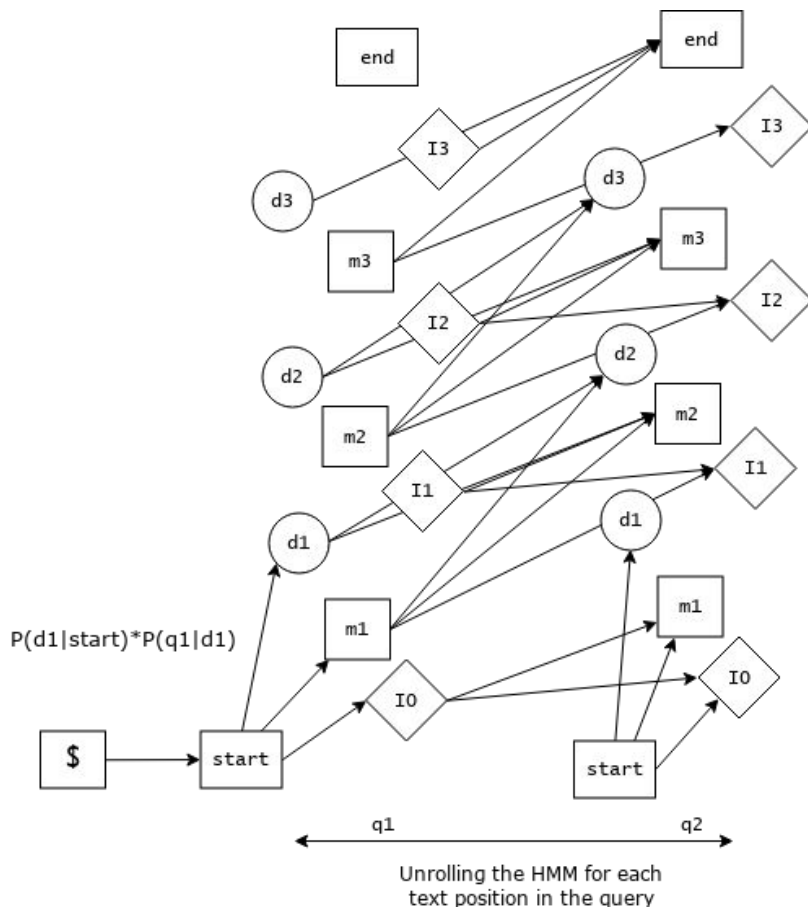 end
end
I3
I3
d3
d3
m3
m3
I2
I2
d2
d2
m2
m2
I1
I1
d1
d1
m1
m1
P(d1|start)*P(q1|d1)
I0
I0
$
start
start
q1
q2
Unrolling the HMM for each
text position in the query